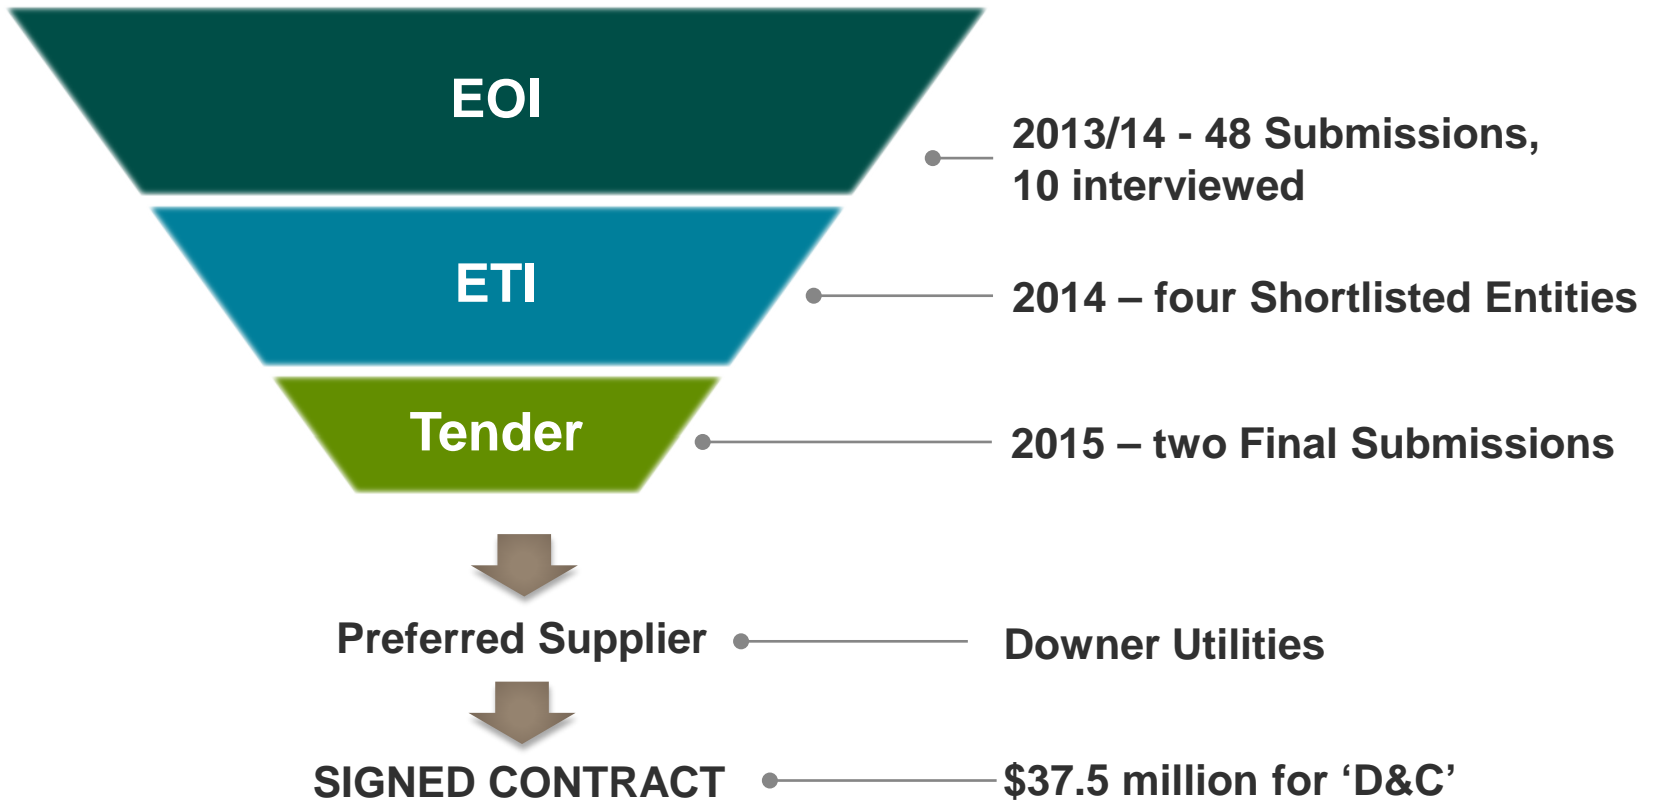 EOI
2013/14 - 48 Submissions,
10 interviewed
ETI
2014 – four Shortlisted Entities
Tender
2015 – two Final Submissions
Preferred Supplier
Downer Utilities
SIGNED CONTRACT
$37.5 million for ‘D&C’